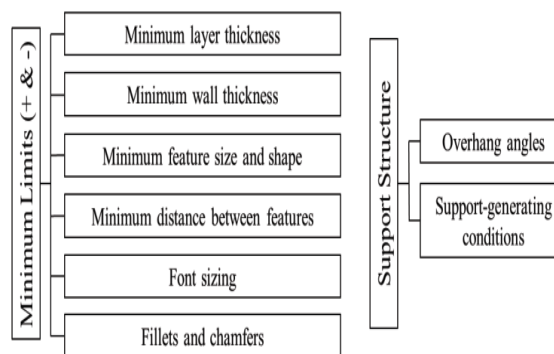 Minimum Limits (+ & -)
Minimum layer thickness
Minimum wall thickness
Minimum feature size and shape
Minimum distance between features
Font sizing
Fillets and chamfers
Support Structure
Overhang angles
Support-generating
conditions